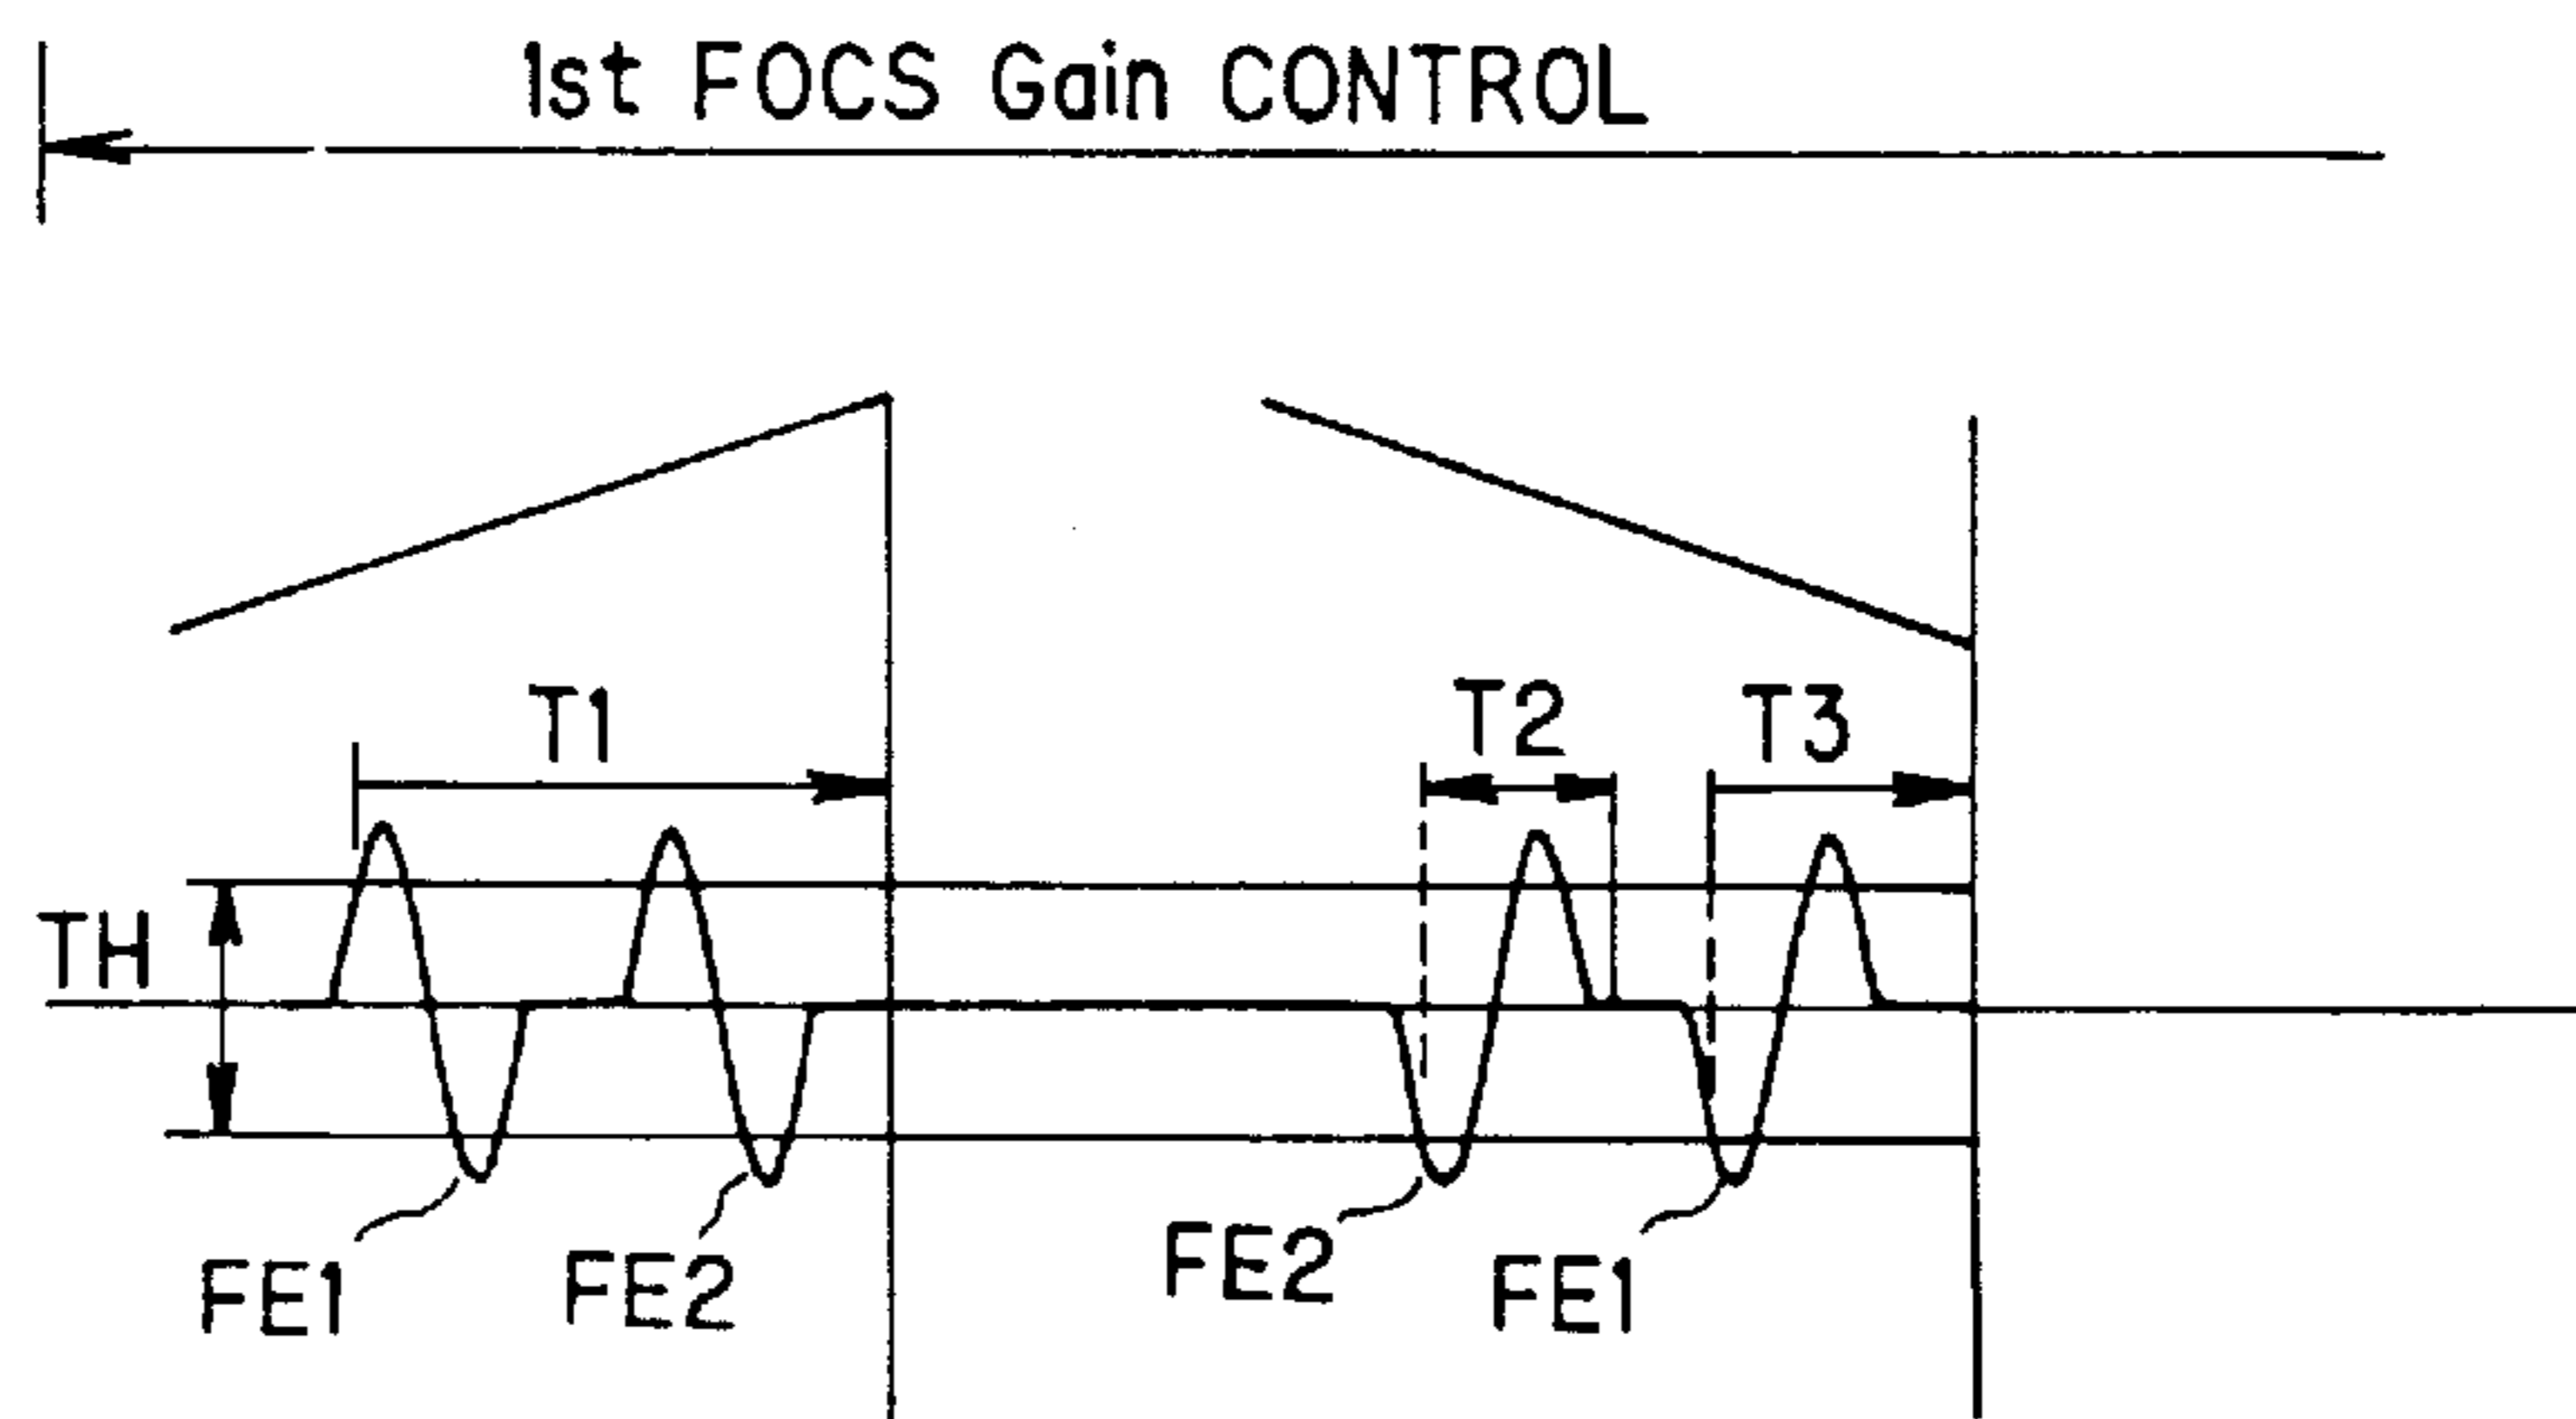 1st FOCS Gain CONTROL
T1
T2
T3
TH
FE1
FE2
FE2
FE1